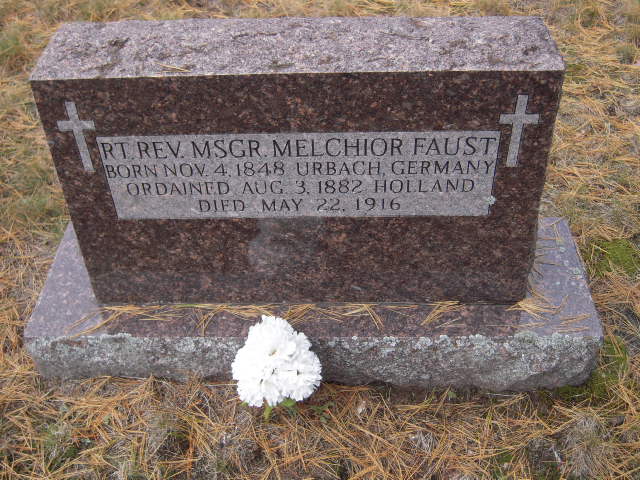 RT. REV. MSGR. MELCHIOR FAUST
BORN NOV. 4, 1848 URBACH, GERMANY
ORDAINED AUG. 3, 1882 HOLLAND
DIED MAY 22, 1916